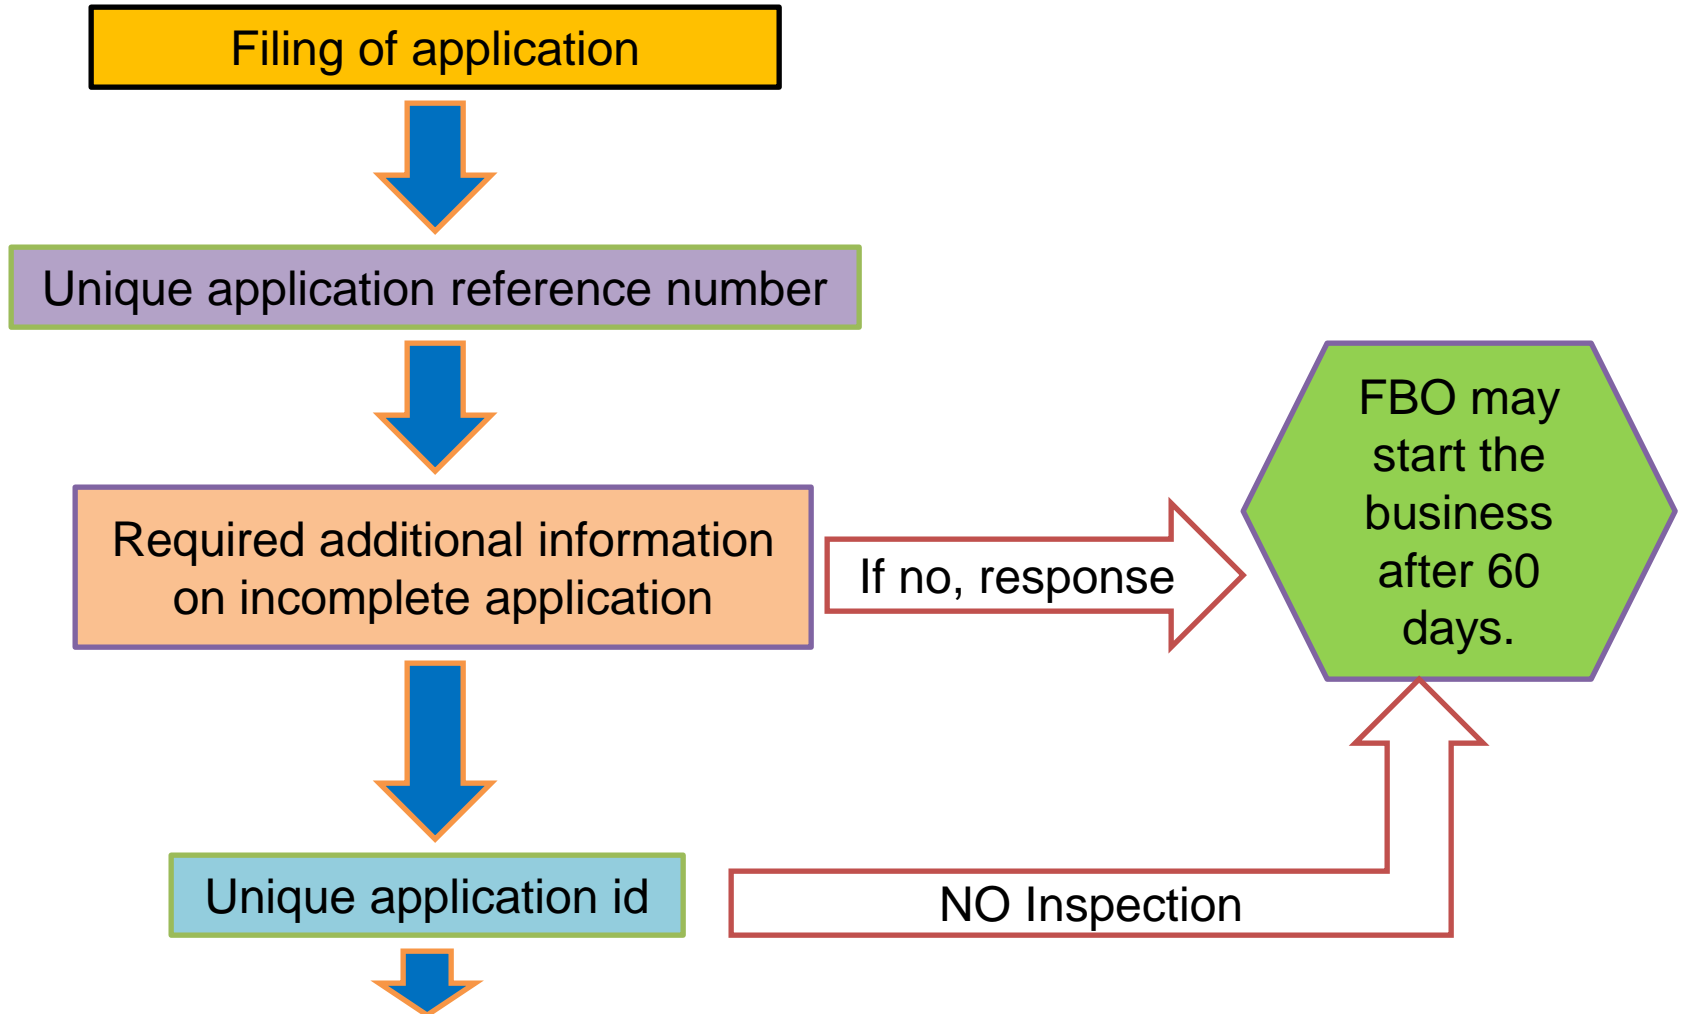 Filing of application
Unique application reference number
Required additional information
on incomplete application
If no, response
FBO may
start the
business
after 60
days.
Unique application id
NO Inspection